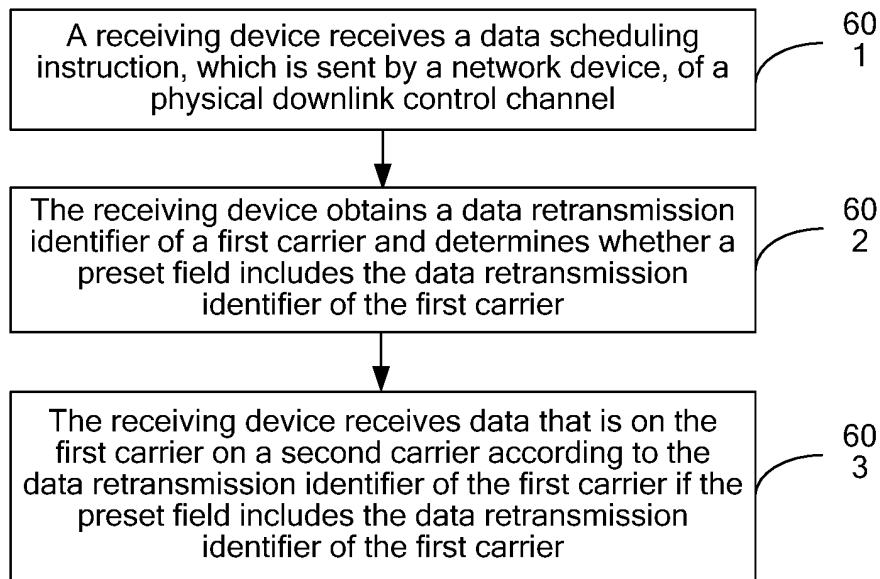 A receiving device receives a data scheduling
instruction, which is sent by a network device, of a
physical downlink control channel
60
1
The receiving device obtains a data retransmission
identifier of a first carrier and determines whether a
preset field includes the data retransmission
identifier of the first carrier
60
2
The receiving device receives data that is on the
first carrier on a second carrier according to the
data retransmission identifier of the first carrier if the
preset field includes the data retransmission
identifier of the first carrier
60
3